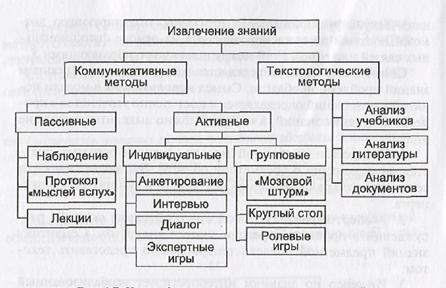 Извлечение знаний
Коммуникативные
методы
Текстологические
методы
Пассивные
Активные
Анализ
учебников
Наблюдение
Индивидуальные
Групповые
Анализ
литературы
Протокол
«мыслей вслух»
Анкетирование
«Мозговой
штурм»
Анализ
документов
Лекции
Интервью
Круглый стол
Диалог
Ролевые
игры
Экспертные
игры